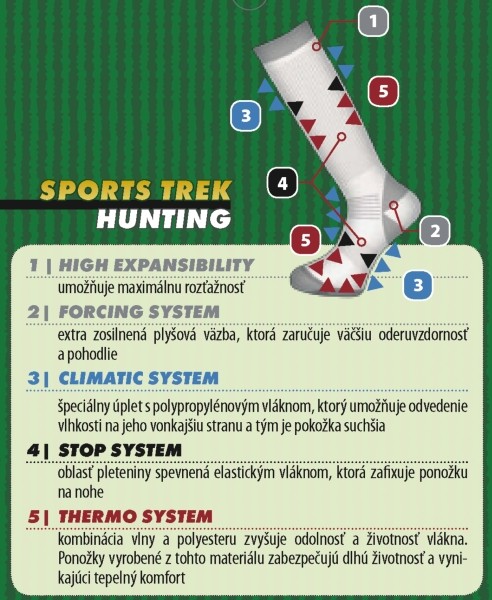 1
5
3
4
SPORTS TREK
HUNTING
2
5
3
1 | HIGH EXPANSIBILITY
umožňuje maximálnu rozťažnosť
2 | FORCING SYSTEM
extra zosilnená plyšová väzba, ktorá zaručuje väčšiu oderuvzdornosť
a pohodlie
3 | CLIMATIC SYSTEM
špeciálny úplet s polypropylénovým vláknom, ktorý umožňuje odvedenie
vlhkosti na jeho vonkajšiu stranu a tým je pokožka suchšia
4 | STOP SYSTEM
oblasť pleteniny spevnená elastickým vláknom, ktorá zafixuje ponožku
na nohe
5 | THERMO SYSTEM
kombinácia vlny a polyesteru zvyšuje odolnosť a životnosť vlákna.
Ponožky vyrobené z tohto materiálu zabezpečujú dlhú životnosť a vyni-
kajúci tepelný komfort